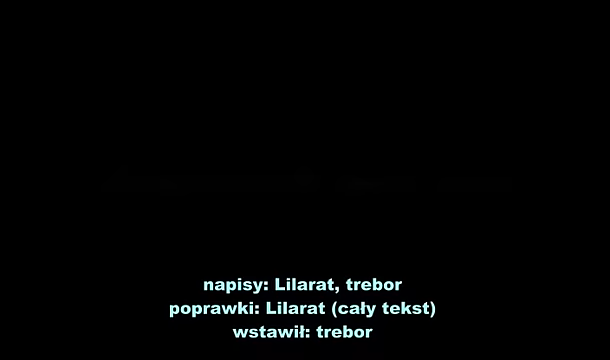 napisy: Lilarat, trebor
poprawki: Lilarat (cały tekst)
wstawił: trebor